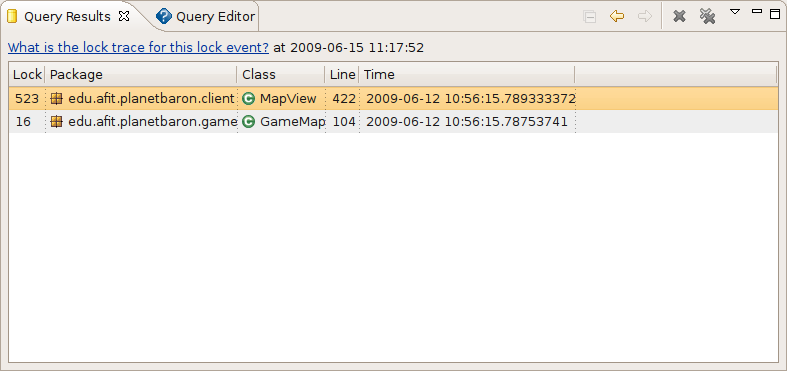 Query Results Query Editor
What is the lock trace for this lock event? at 2009-06-15 11:17:52
Lock Package Class Line Time
523 edu.afit.planetbaron.client C MapView 422 2009-06-12 10:56:15.789333372
16 edu.afit.planetbaron.game C GameMap 104 2009-06-12 10:56:15.78753741